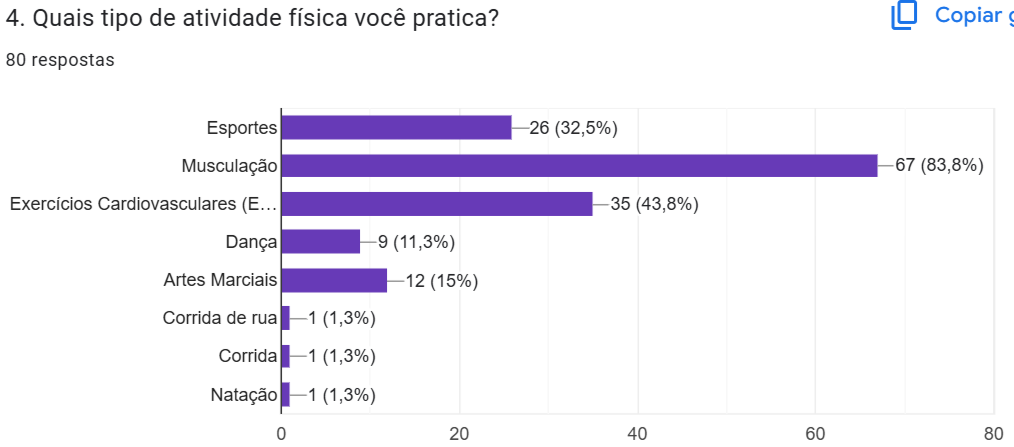 4. Quais tipo de atividade física você pratica?
Copiar g
80 respostas
Esportes 26 (32,5%)
Musculação 67 (83,8%)
Exercícios Cardiovasculares (E… 35 (43,8%)
Dança 9 (11,3%)
Artes Marciais 12 (15%)
Corrida de rua 1 (1,3%)
Corrida 1 (1,3%)
Natação 1 (1,3%)
0 20 40 60 80